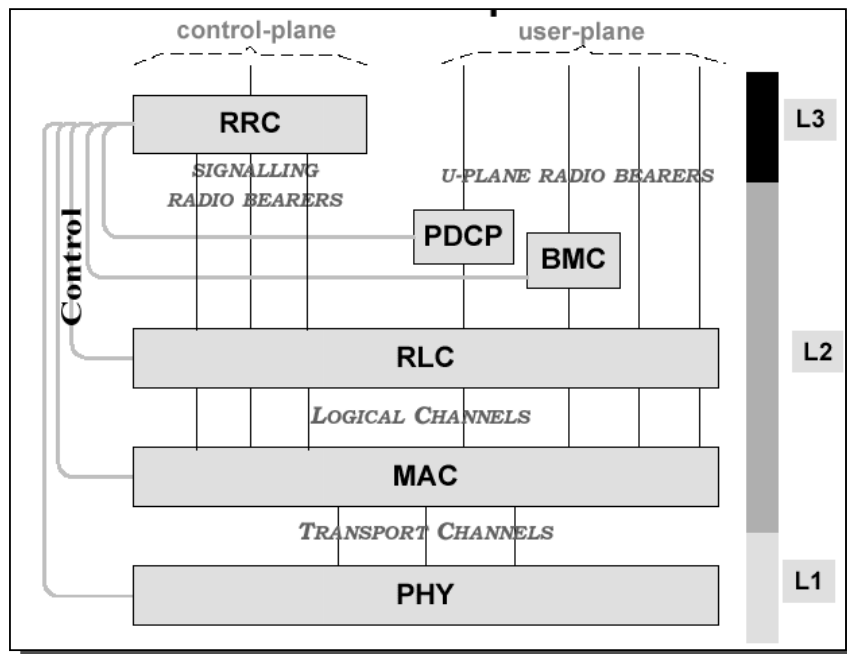 control-plane
user-plane
RRC
L3
SIGNALLING
RADIO BEARERS
U-PLANE RADIO BEARERS
Control
PDCP
BMC
RLC
L2
LOGICAL CHANNELS
MAC
TRANSPORT CHANNELS
PHY
L1